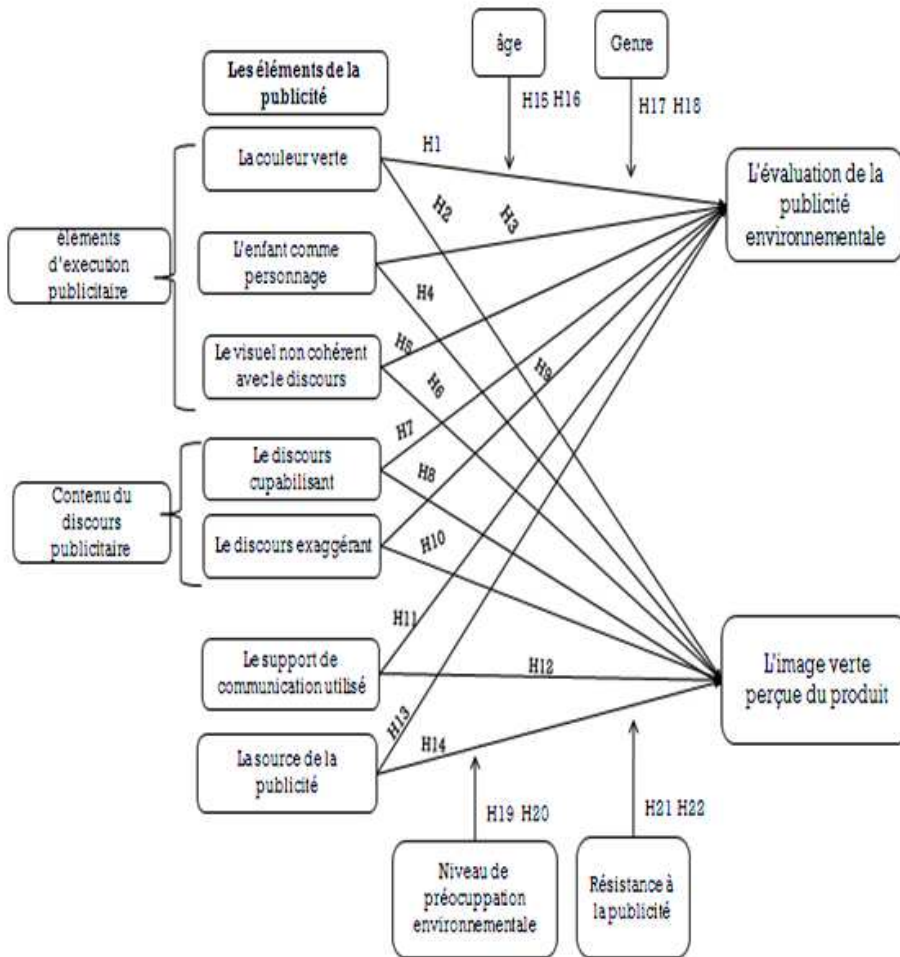 âge
Genre
Les éléments de la
publicité
H15 H16
H17 H18
La couleur verte
H1
L'évaluation de la
publicité
environnementale
H2
H3
éléments
d'execution
publicitaire
L'enfant comme
personnage
H4
Le visuel non cohérent
avec le discours
H5
H6
H9
Le discours
cupabilisant
H7
H8
Contenu du
discours
publicitaire
Le discours exaggérant
H10
H11
Le support de
communication utilisé
H12
L'image verte
perçue du produit
La source de la
publicité
H13
H14
H19 H20
H21 H22
Niveau de
préocuppation
environnementale
Résistance à
la publicité